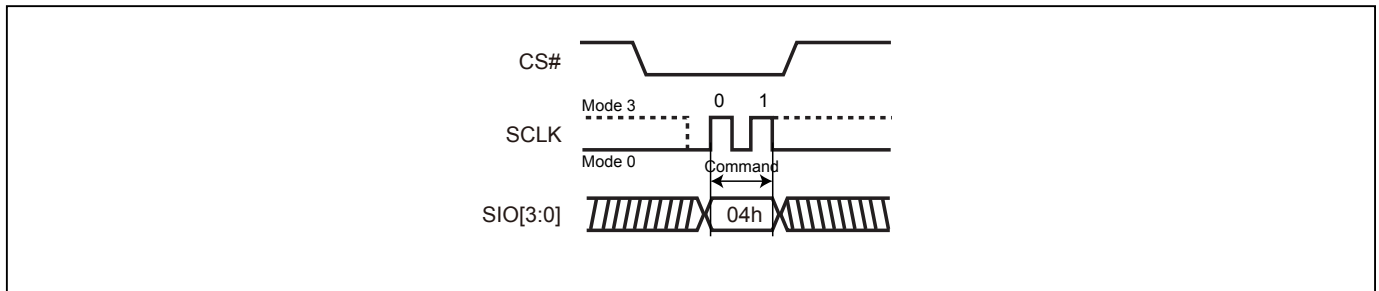 CS#
Mode 3
0 1
SCLK
Mode 0
Command
SIO[3:0]
04h